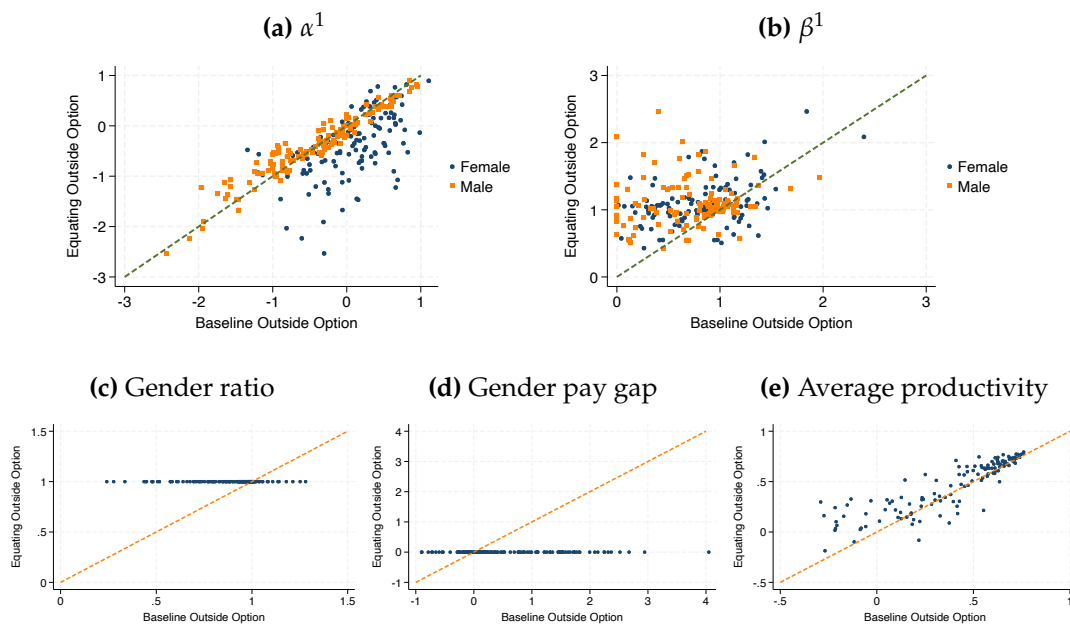 (a) α¹
(b) β¹
Equating Outside Option
1
0
-1
-2
-3
-3
-2
-1
0
1
Baseline Outside Option
Female
Male
Equating Outside Option
3
2
1
0
0
1
2
3
Baseline Outside Option
Female
Male
(c) Gender ratio
(d) Gender pay gap
(e) Average productivity
Equating Outside Option
1.5
1
.5
0
0
.5
1
1.5
Baseline Outside Option
Equating Outside Option
4
3
2
1
0
-1
-1
0
1
2
3
4
Baseline Outside Option
Equating Outside Option
1
.5
0
-.5
-.5
0
.5
1
Baseline Outside Option